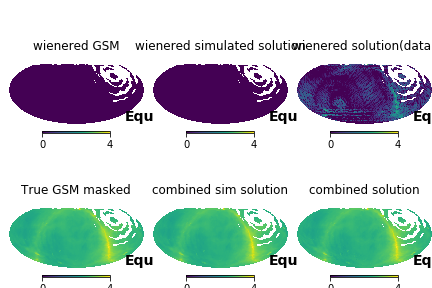 wienered GSM
wienered simulated solution
wienered solution(data
Equ
Equ
Eq
0 4
0 4
0 4
True GSM masked
combined sim solution
combined solution
Equ
Equ
Eq
0 4
0 4
0 4